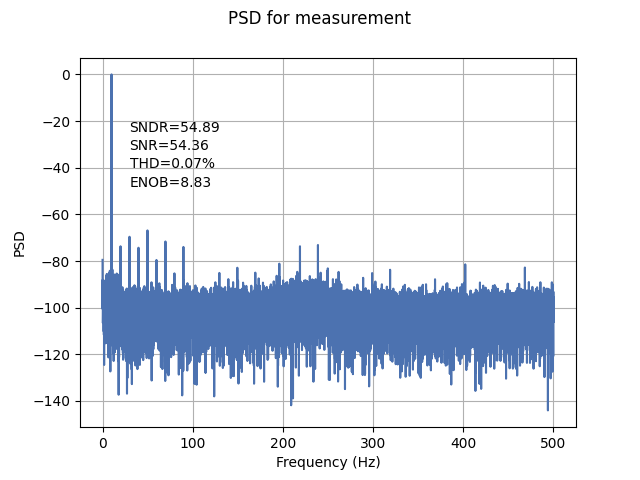 PSD for measurement
0
−20
−40
−60
−80
−100
−120
−140
PSD
SNDR=54.89
SNR=54.36
THD=0.07%
ENOB=8.83
0 100 200 300 400 500
Frequency (Hz)